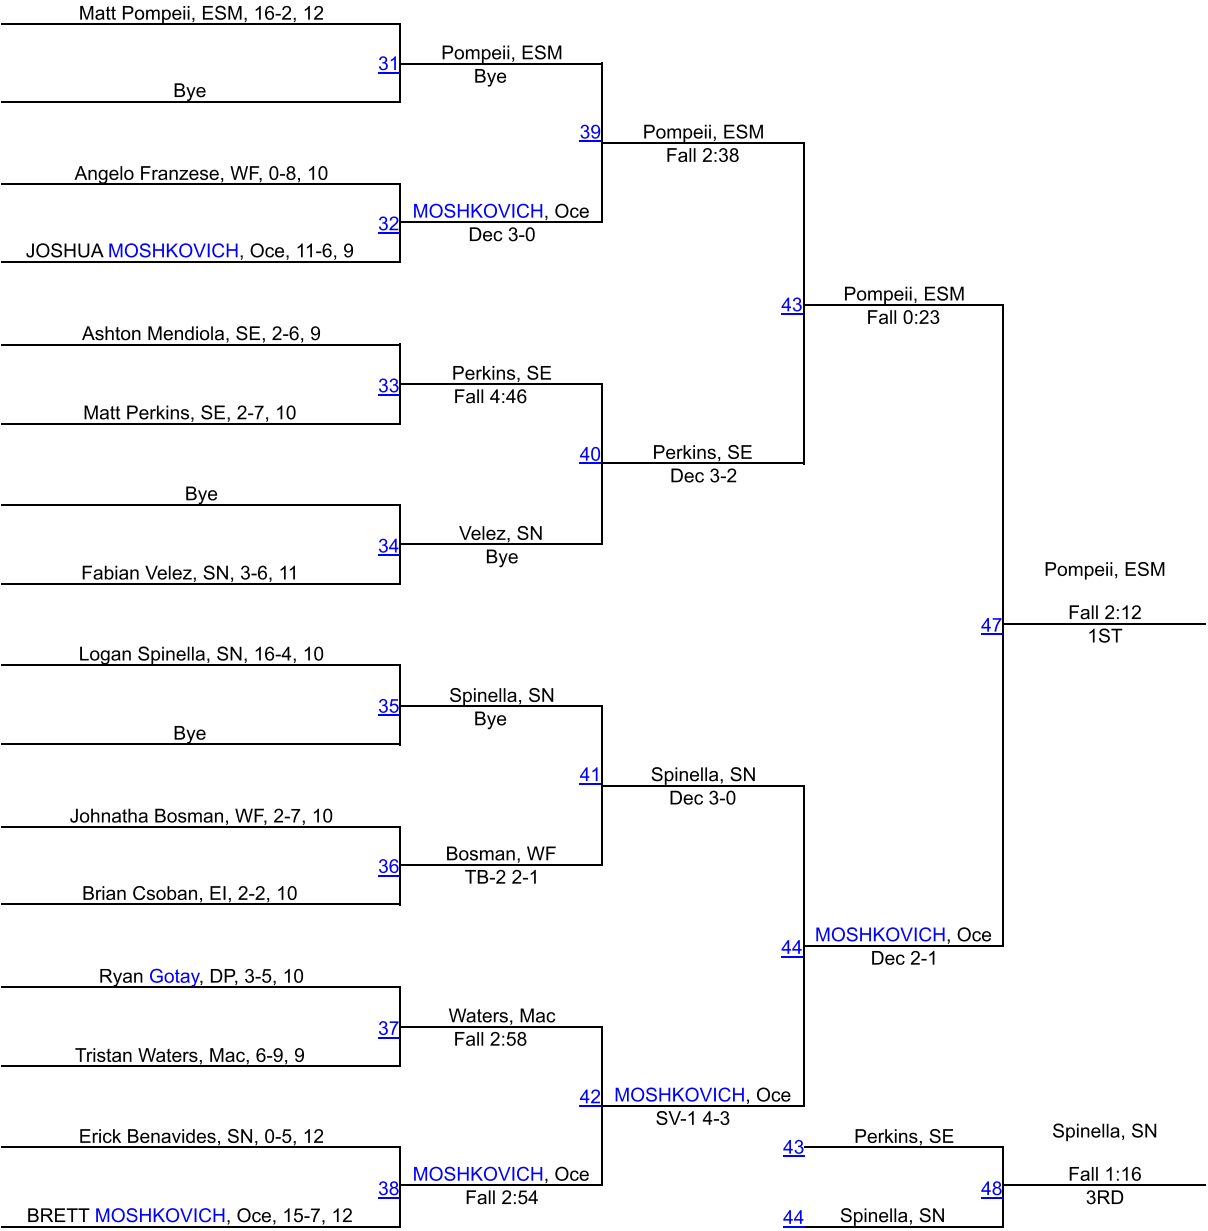 Matt Pompeii, ESM, 16-2, 12
31
Pompeii, ESM
Bye
Bye
39
Pompeii, ESM
Fall 2:38
Angelo Franzese, WF, 0-8, 10
32
MOSHKOVICH, Oce
Dec 3-0
JOSHUA MOSHKOVICH, Oce, 11-6, 9
43
Pompeii, ESM
Fall 0:23
Ashton Mendiola, SE, 2-6, 9
33
Perkins, SE
Fall 4:46
Matt Perkins, SE, 2-7, 10
40
Perkins, SE
Dec 3-2
Bye
34
Velez, SN
Bye
Fabian Velez, SN, 3-6, 11
47
Pompeii, ESM
Fall 2:12
1ST
Logan Spinella, SN, 16-4, 10
35
Spinella, SN
Bye
Bye
41
Spinella, SN
Dec 3-0
Johnatha Bosman, WF, 2-7, 10
36
Bosman, WF
TB-2 2-1
Brian Csoban, EI, 2-2, 10
44
MOSHKOVICH, Oce
Dec 2-1
Ryan Gotay, DP, 3-5, 10
37
Waters, Mac
Fall 2:58
Tristan Waters, Mac, 6-9, 9
42
MOSHKOVICH, Oce
SV-1 4-3
Erick Benavides, SN, 0-5, 12
38
MOSHKOVICH, Oce
Fall 2:54
BRETT MOSHKOVICH, Oce, 15-7, 12
43
Perkins, SE
48
Spinella, SN
Fall 1:16
3RD
44
Spinella, SN